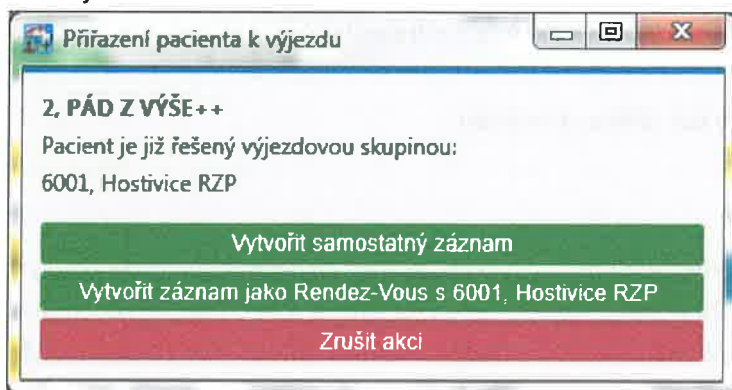 Přiřazení pacienta k výjezdu
2, PÁD Z VÝŠE++
Pacient je již řešený výjezdovou skupinou:
6001, Hostivice RZP
Vytvořit samostatný záznam
Vytvořit záznam jako Rendez-Vous s 6001, Hostivice RZP
Zrušit akci